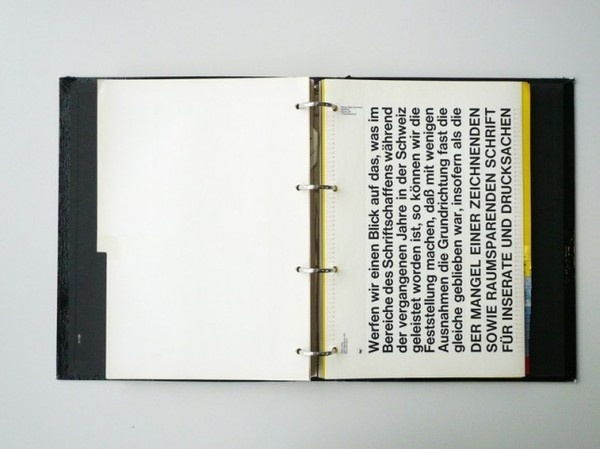 Werfen wir einen Blick auf das, was im
Bereiche des Schriftschaffens während
der vergangenen Jahre in der Schweiz
geleistet worden ist, so können wir die
Feststellung machen, daß mit wenigen
Ausnahmen die Grundrichtung fast die
gleiche geblieben war, insofern als die
DER MANGEL EINER ZEICHNENDEN
SOWIE RAUMSPARENDEN SCHRIFT
FÜR INSERATE UND DRUCKSACHEN